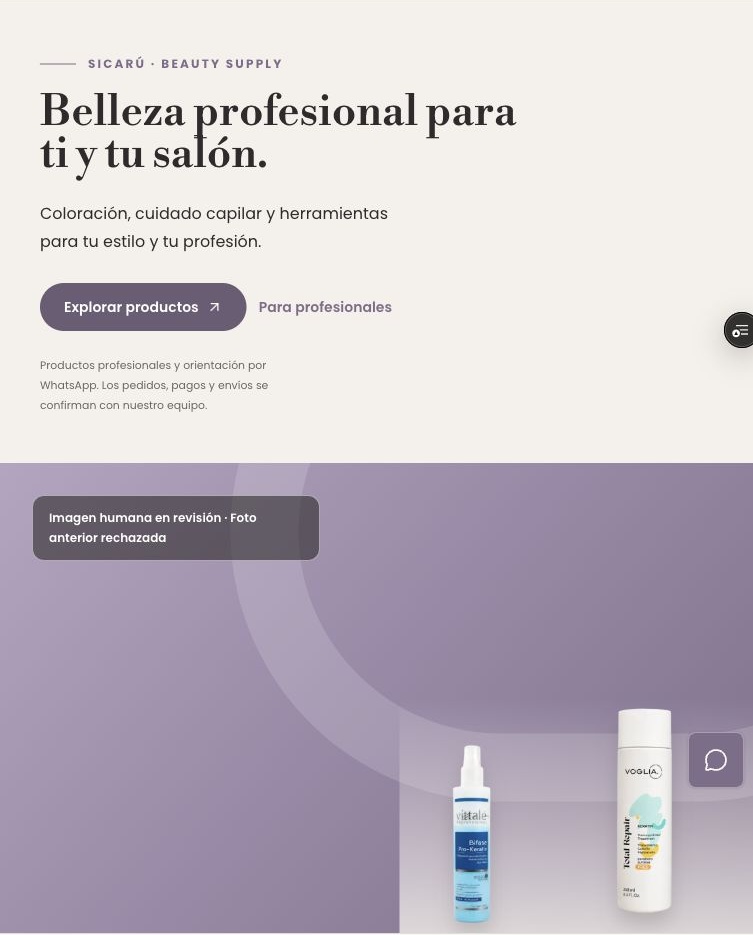 SICARÚ · BEAUTY SUPPLY
Belleza profesional para
ti y tu salón.
Coloración, cuidado capilar y herramientas
para tu estilo y tu profesión.
Explorar productos
Para profesionales
Productos profesionales y orientación por
WhatsApp. Los pedidos, pagos y envíos se
confirman con nuestro equipo.
Imagen humana en revisión · Foto
anterior rechazada
Bifase
Pro-Keratin
VOGLIA.
Total Repair